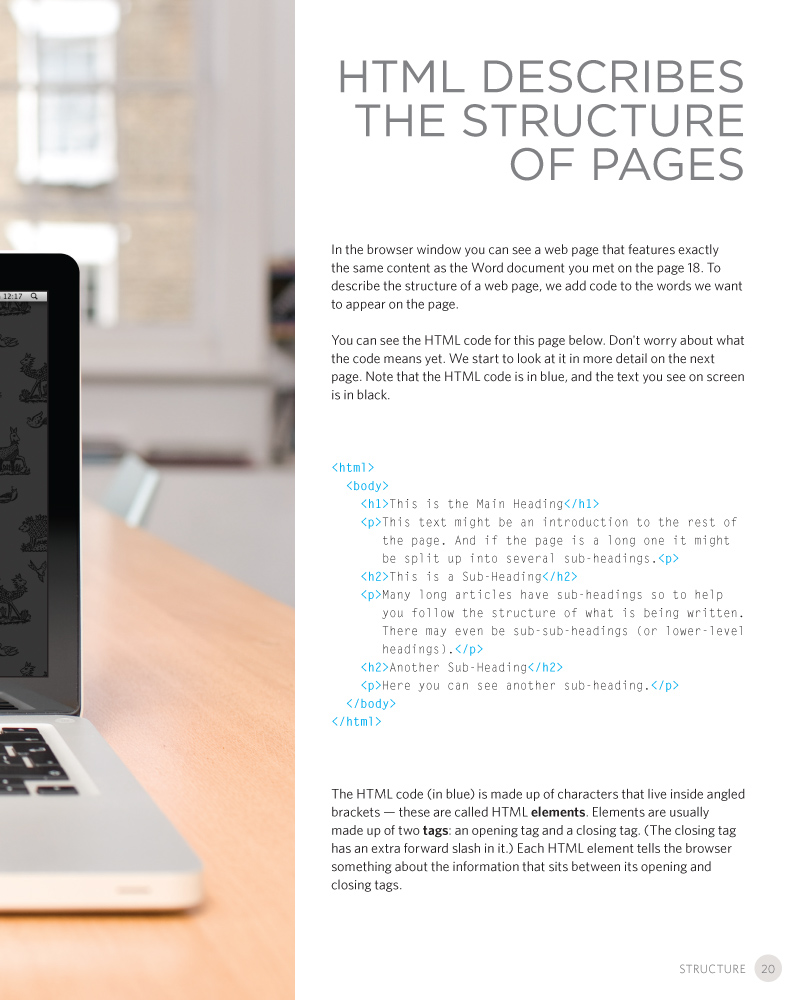 HTML DESCRIBES
THE STRUCTURE
OF PAGES
In the browser window you can see a web page that features exactly
the same content as the Word document you met on the page 18. To
describe the structure of a web page, we add code to the words we want
to appear on the page.
You can see the HTML code for this page below. Don't worry about what
the code means yet. We start to look at it in more detail on the next
page. Note that the HTML code is in blue, and the text you see on screen
is in black.
<html>
<body>
<h1>This is the Main Heading</h1>
<p>This text might be an introduction to the rest of
the page. And if the page is a long one it might
be split up into several sub-headings.<p>
<h2>This is a Sub-Heading</h2>
<p>Many long articles have sub-headings so to help
you follow the structure of what is being written.
There may even be sub-sub-headings (or lower-level
headings).</p>
<h2>Another Sub-Heading</h2>
<p>Here you can see another sub-heading.</p>
</body>
</html>
The HTML code (in blue) is made up of characters that live inside angled
brackets — these are called HTML elements. Elements are usually
made up of two tags: an opening tag and a closing tag. (The closing tag
has an extra forward slash in it.) Each HTML element tells the browser
something about the information that sits between its opening and
closing tags.
12:17
STRUCTURE 20